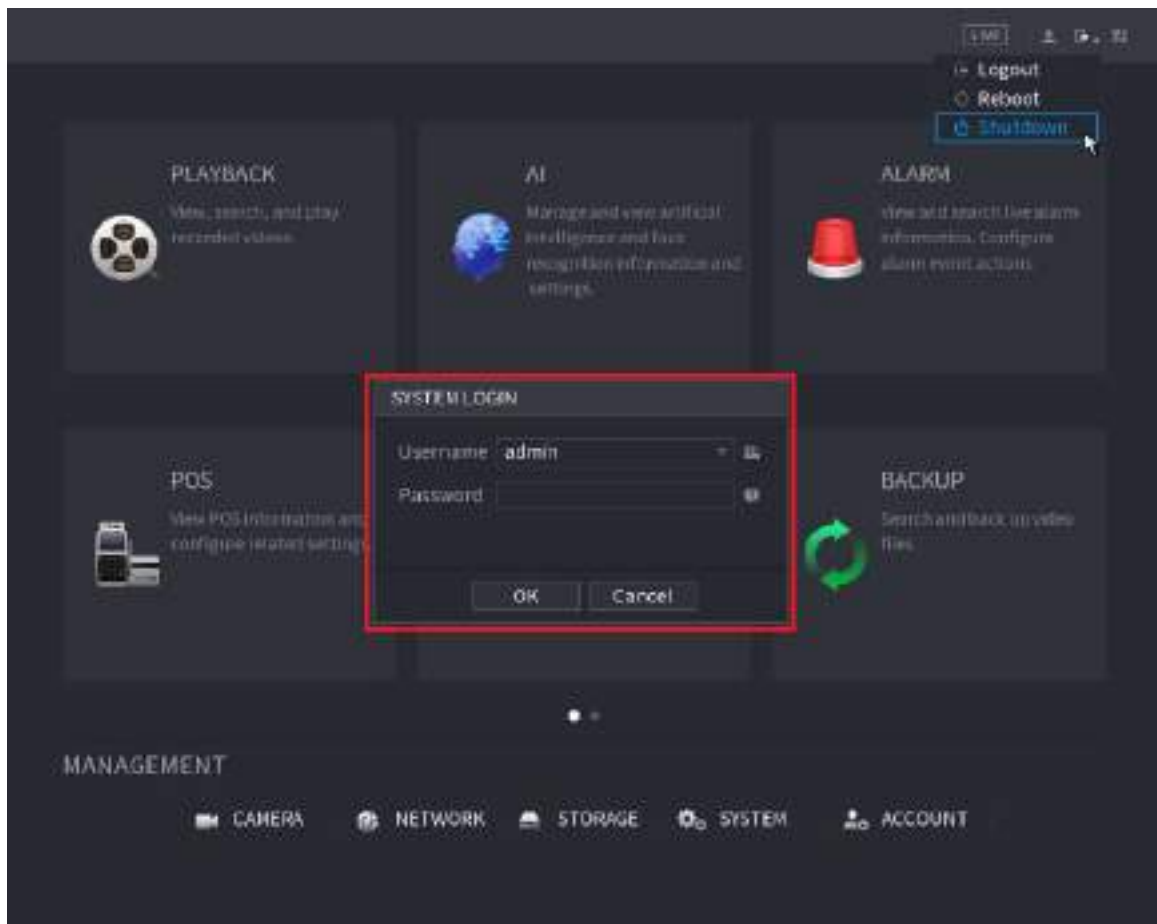 LIVE
Logout
Reboot
Shutdown
PLAYBACK
View, search, and play
recorded videos.
AI
Manage and view artificial
intelligence and face
recognition information and
settings.
ALARM
View and search live alarm
information. Configure
alarm event actions
SYSTEM LOGIN
Username admin
Password
OK Cancel
POS
View POS information and
configure related settings
BACKUP
Search and back up video
files.
MANAGEMENT
CAMERA NETWORK STORAGE SYSTEM ACCOUNT